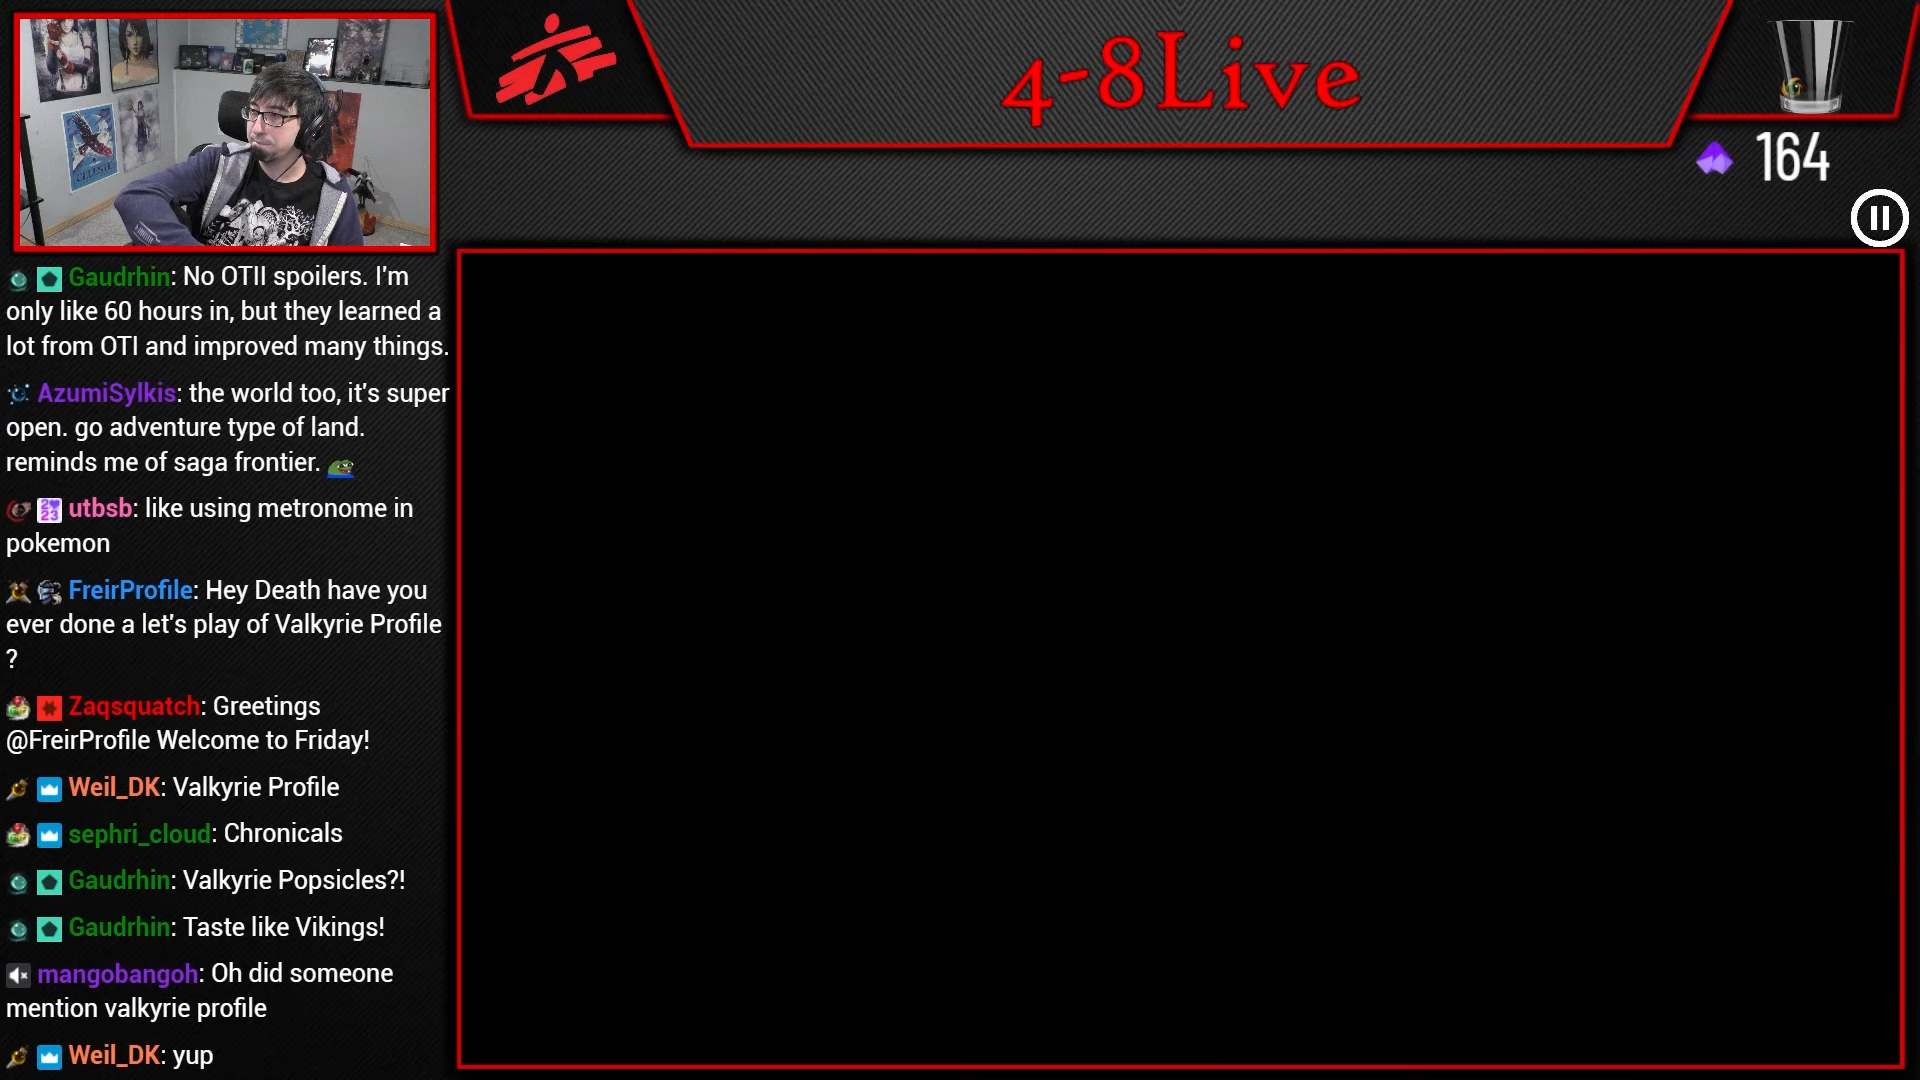 4-8Live
164
CELESTE
Gaudrhin: No OTII spoilers. I'm
only like 60 hours in, but they learned a
lot from OTI and improved many things.
AzumiSylkis: the world too, it's super
open. go adventure type of land.
reminds me of saga frontier.
utbsb: like using metronome in
pokemon
FreirProfile: Hey Death have you
ever done a let's play of Valkyrie Profile
?
Zaqsquatch: Greetings
@FreirProfile Welcome to Friday!
Weil_DK: Valkyrie Profile
sephri_cloud: Chronicals
Gaudrhin: Valkyrie Popsicles?!
Gaudrhin: Taste like Vikings!
mangobangoh: Oh did someone
mention valkyrie profile
Weil_DK: yup